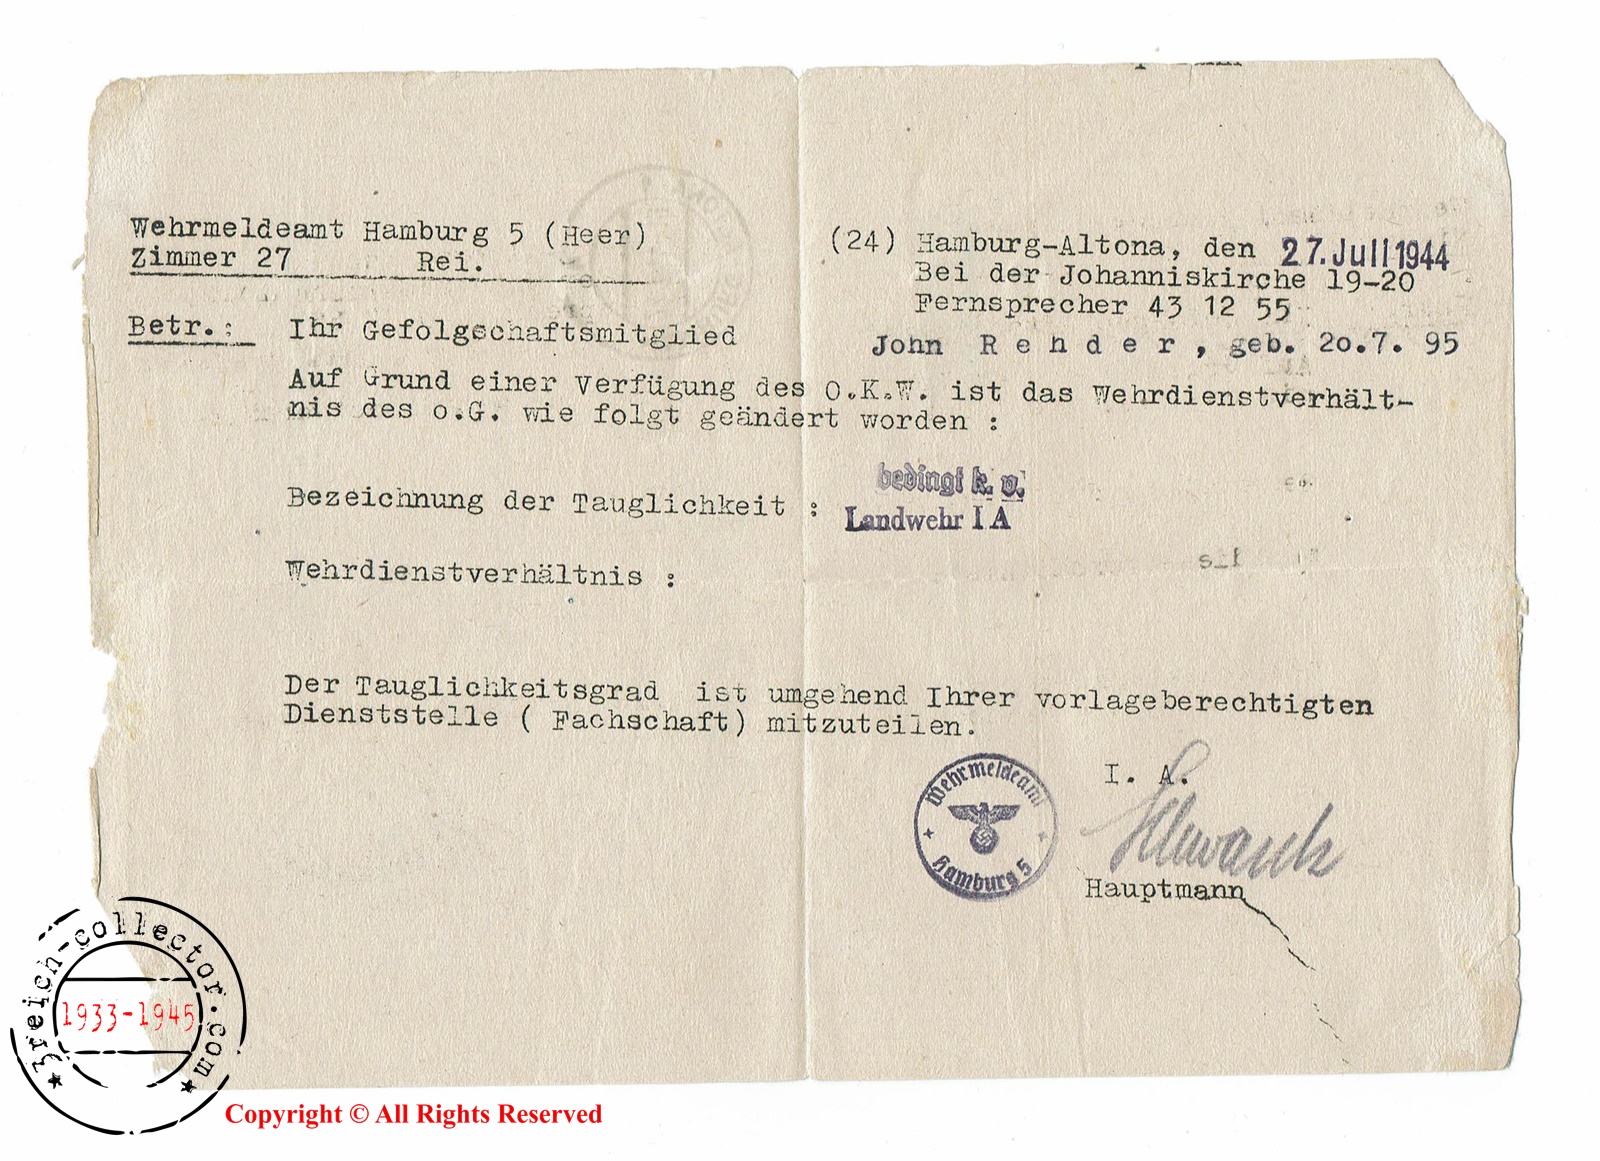 Wehrmeldeamt Hamburg 5 (Heer)
Zimmer 27 Rei.
(24) Hamburg-Altona, den 27. Juli 1944
Bei der Johanniskirche 19-20
Fernsprecher 43 12 55
Betr.: Ihr Gefolgschaftsmitglied
John Rehder, geb. 2o.7. 95
Auf Grund einer Verfügung des O.K.W. ist das Wehrdienstverhält-
nis des o.G. wie folgt geändert worden :
bedingt k. v.
Bezeichnung der Tauglichkeit :
Landwehr I A
Wehrdienstverhältnis :
Der Tauglichkeitsgrad ist umgehend Ihrer vorlageberechtigten
Dienststelle ( Fachschaft) mitzuteilen.
I. A.
Wehrmeldeamt
Hamburg 5
Hauptmann
3reich-collector.com
1933-1945
Copyright © All Rights Reserved